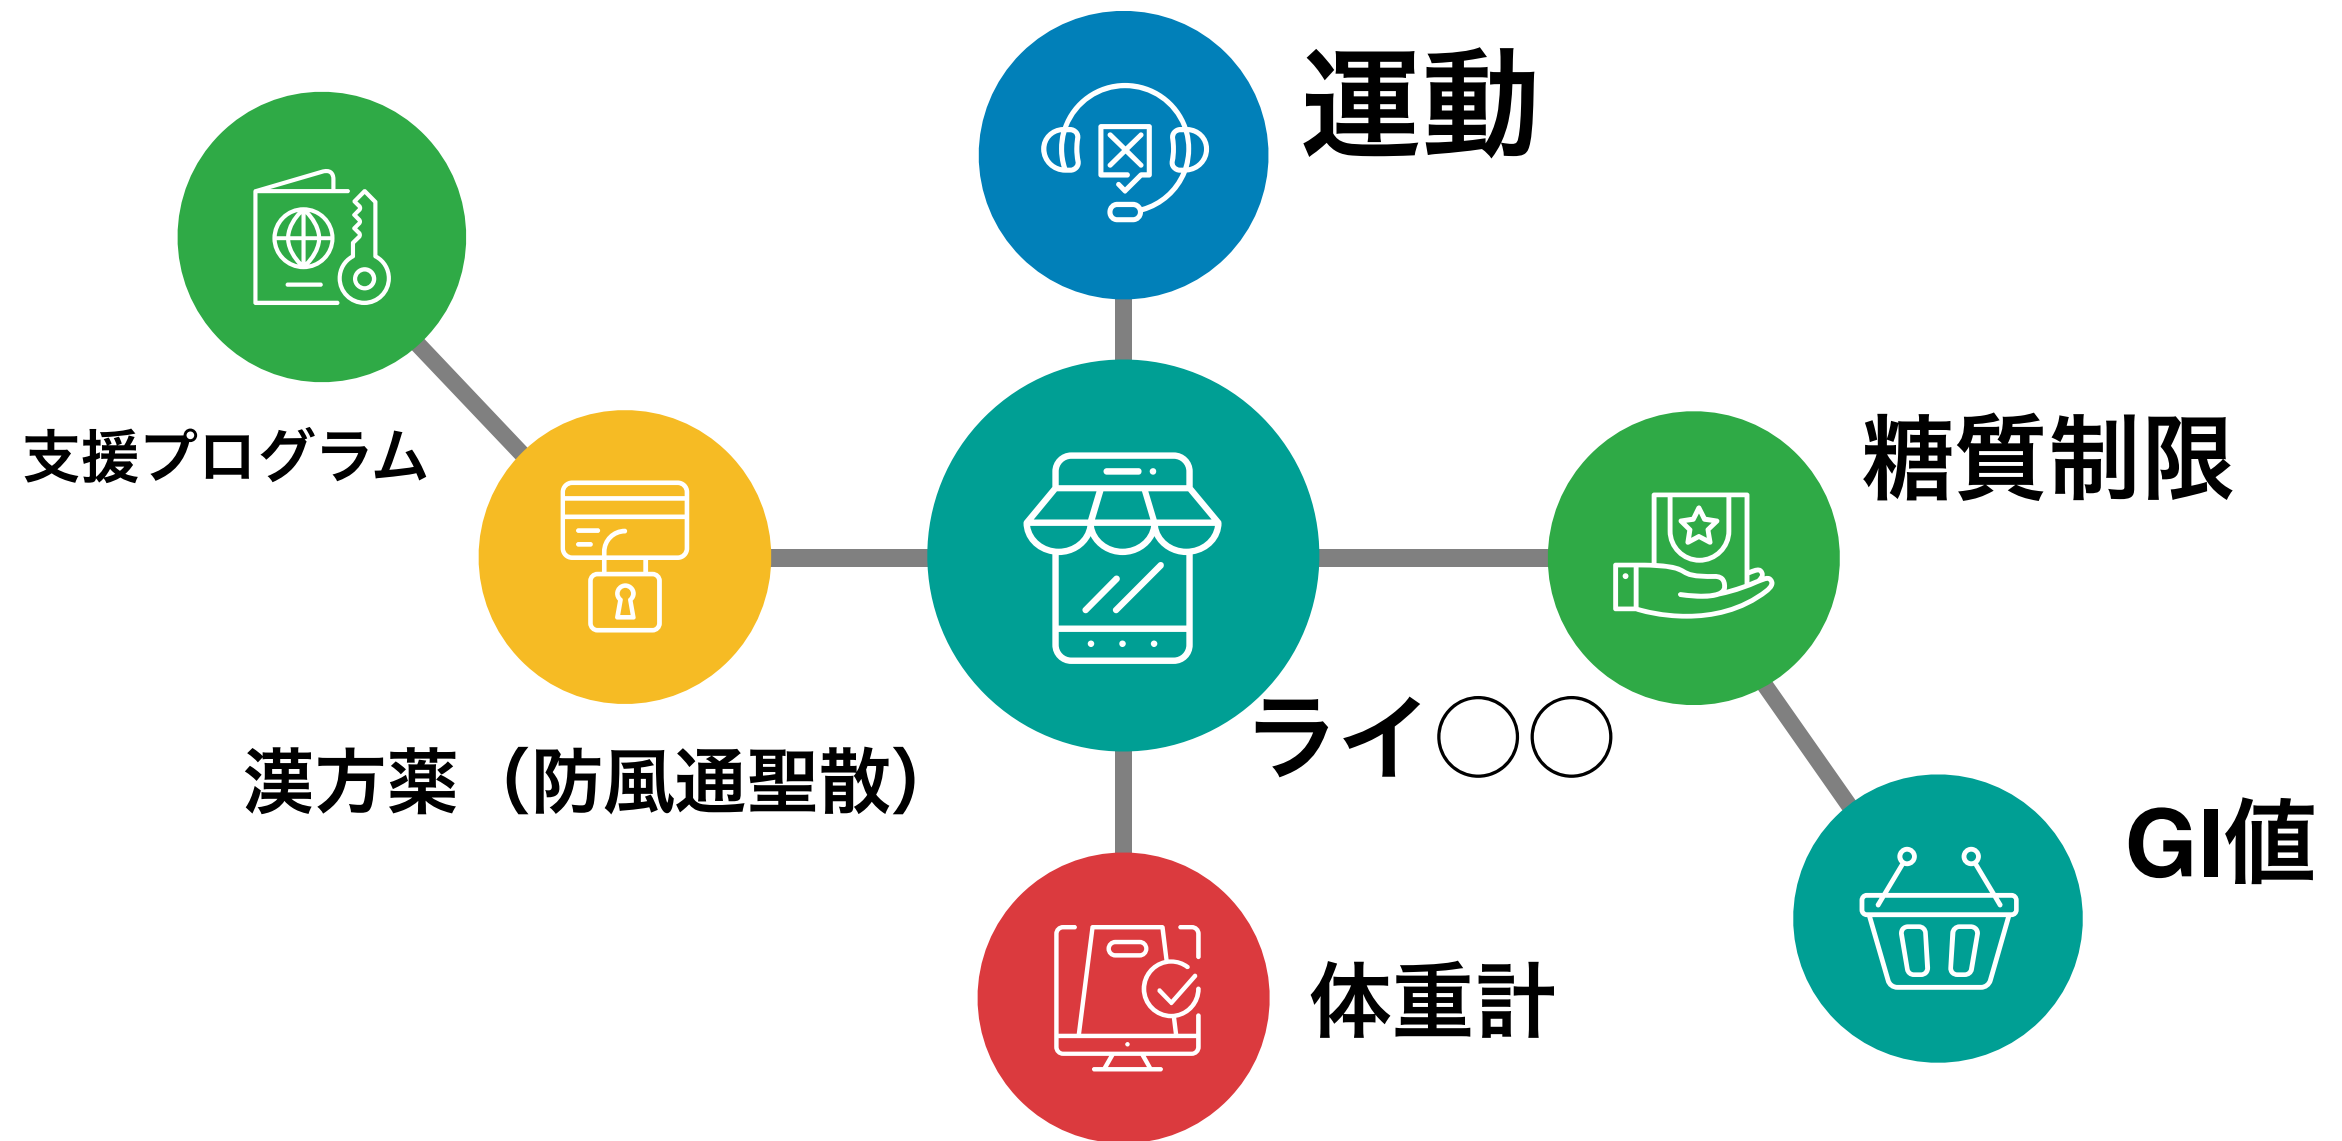 運動
支援プログラム
糖質制限
ライ◯◯
漢方薬（防風通聖散）
GI値
体重計